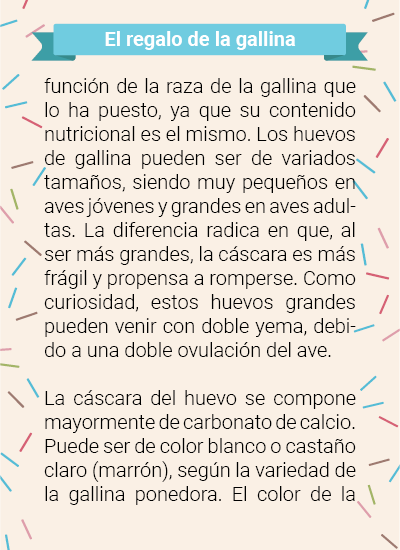 El regalo de la gallina
función de la raza de la gallina que
lo ha puesto, ya que su contenido
nutricional es el mismo. Los huevos
de gallina pueden ser de variados
tamaños, siendo muy pequeños en
aves jóvenes y grandes en aves adul-
tas. La diferencia radica en que, al
ser más grandes, la cáscara es más
frágil y propensa a romperse. Como
curiosidad, estos huevos grandes
pueden venir con doble yema, debi-
do a una doble ovulación del ave.
La cáscara del huevo se compone
mayormente de carbonato de calcio.
Puede ser de color blanco o castaño
claro (marrón), según la variedad de
la gallina ponedora. El color de la